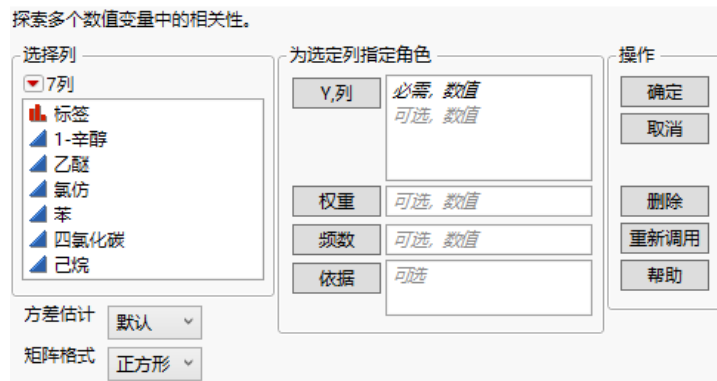 探索多个数值变量中的相关性。
选择列
7列
标签
1-辛醇
乙醚
氯仿
苯
四氯化碳
己烷
方差估计 默认
矩阵格式 正方形
为选定列指定角色
Y,列 必需, 数值
可选, 数值
权重 可选, 数值
频数 可选, 数值
依据 可选
操作
确定
取消
删除
重新调用
帮助